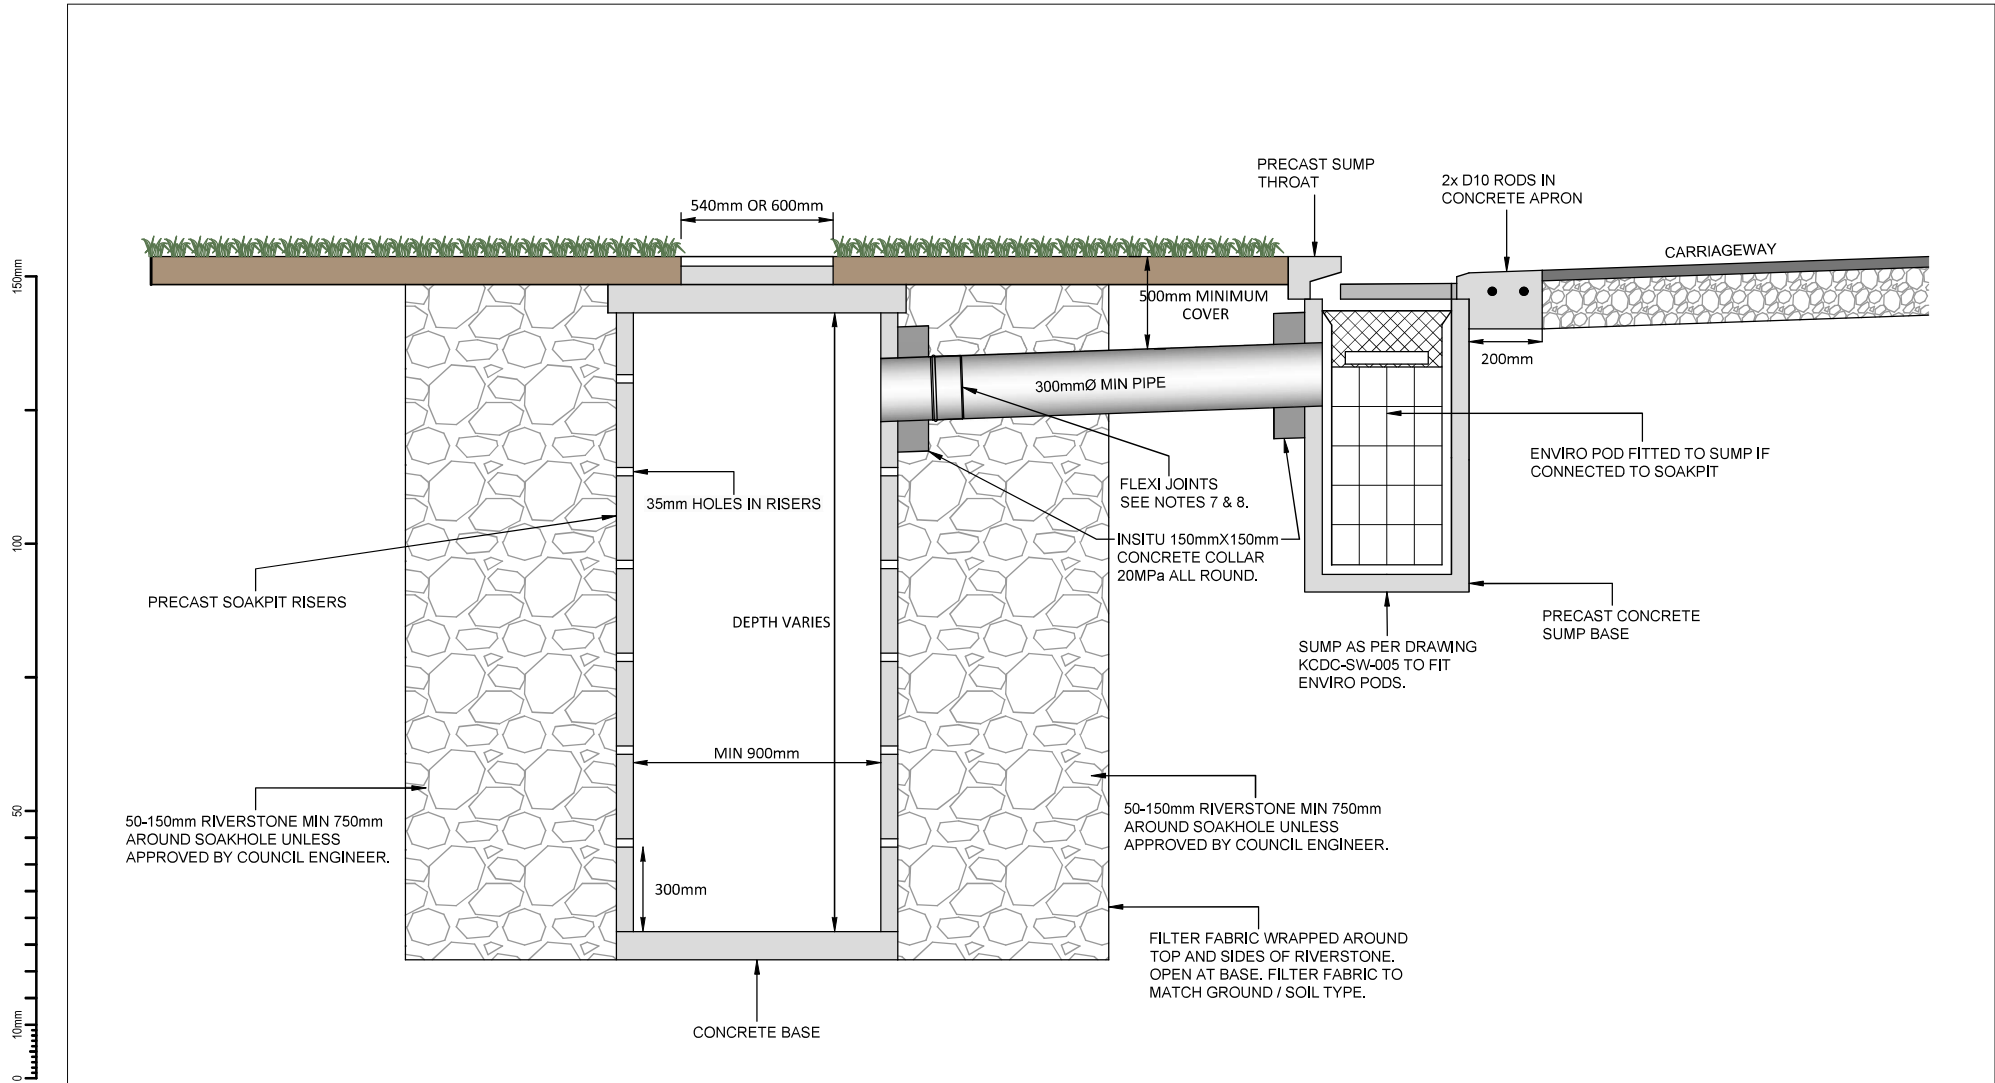 PRECAST SUMP
THROAT
2x D10 RODS IN
CONCRETE APRON
540mm OR 600mm
CARRIAGEWAY
500mm MINIMUM
COVER
200mm
300mmØ MIN PIPE
ENVIRO POD FITTED TO SUMP IF
CONNECTED TO SOAKPIT
FLEXI JOINTS
SEE NOTES 7 & 8.
35mm HOLES IN RISERS
INSITU 150mmX150mm
CONCRETE COLLAR
20MPa ALL ROUND.
PRECAST SOAKPIT RISERS
DEPTH VARIES
PRECAST CONCRETE
SUMP BASE
SUMP AS PER DRAWING
KCDC-SW-005 TO FIT
ENVIRO PODS.
MIN 900mm
50-150mm RIVERSTONE MIN 750mm
AROUND SOAKHOLE UNLESS
APPROVED BY COUNCIL ENGINEER.
50-150mm RIVERSTONE MIN 750mm
AROUND SOAKHOLE UNLESS
APPROVED BY COUNCIL ENGINEER.
300mm
FILTER FABRIC WRAPPED AROUND
TOP AND SIDES OF RIVERSTONE.
OPEN AT BASE. FILTER FABRIC TO
MATCH GROUND / SOIL TYPE.
CONCRETE BASE
150mm
100
50
10mm
0